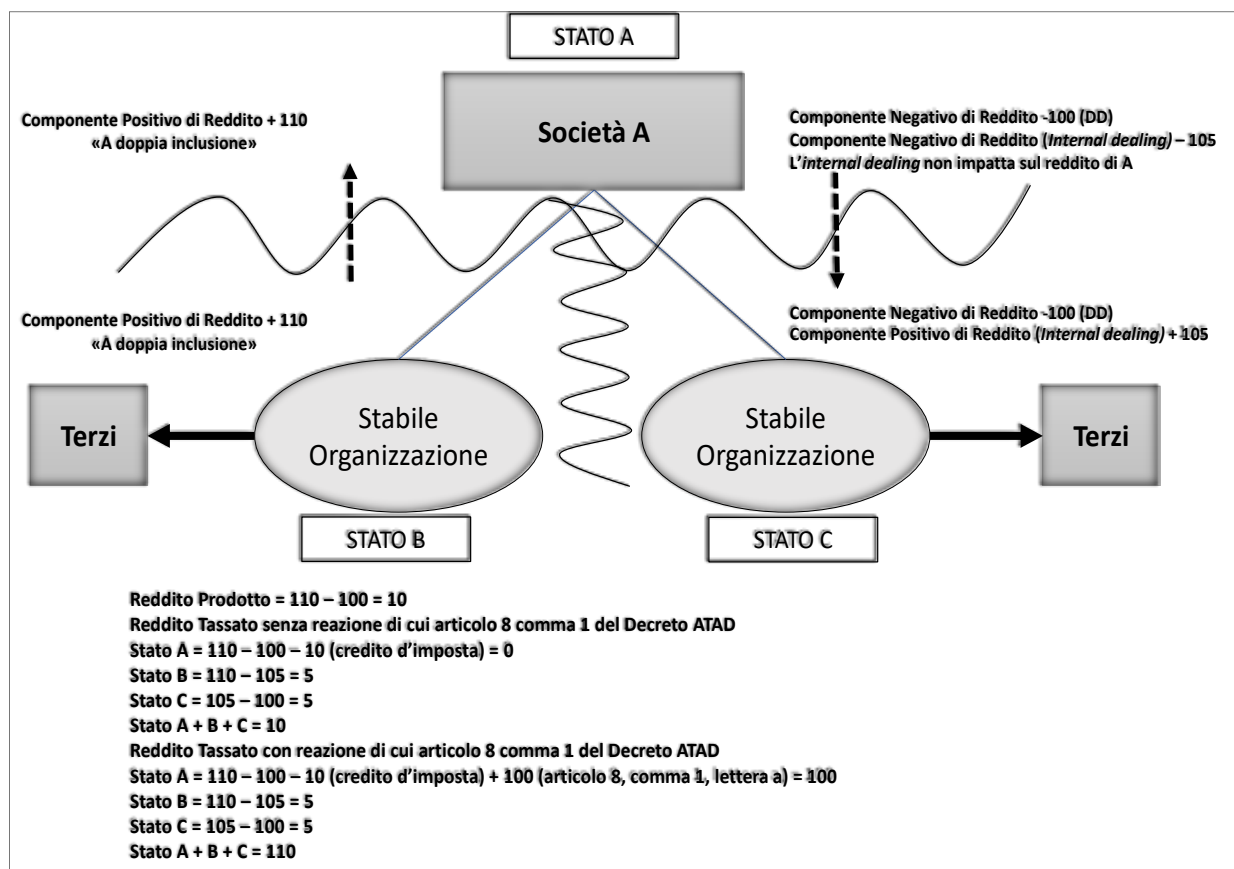 STATO A
Componente Positivo di Reddito + 110
«A doppia inclusione»
Società A
Componente Negativo di Reddito -100 (DD)
Componente Negativo di Reddito (Internal dealing) – 105
L’internal dealing non impatta sul reddito di A
Componente Positivo di Reddito + 110
«A doppia inclusione»
Componente Negativo di Reddito -100 (DD)
Componente Positivo di Reddito (Internal dealing) + 105
Terzi
Stabile
Organizzazione
Stabile
Organizzazione
Terzi
STATO B
STATO C
Reddito Prodotto = 110 – 100 = 10
Reddito Tassato senza reazione di cui articolo 8 comma 1 del Decreto ATAD
Stato A = 110 – 100 – 10 (credito d’imposta) = 0
Stato B = 110 – 105 = 5
Stato C = 105 – 100 = 5
Stato A + B + C = 10
Reddito Tassato con reazione di cui articolo 8 comma 1 del Decreto ATAD
Stato A = 110 – 100 – 10 (credito d’imposta) + 100 (articolo 8, comma 1, lettera a) = 100
Stato B = 110 – 105 = 5
Stato C = 105 – 100 = 5
Stato A + B + C = 110